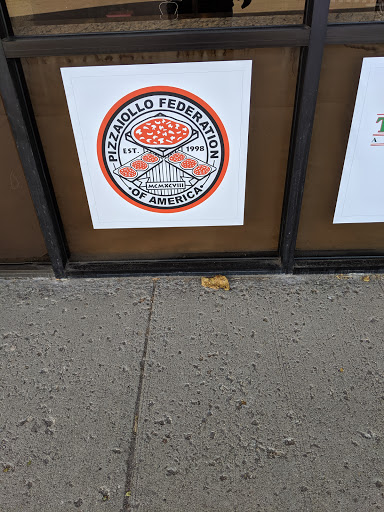 PIZZAIOLLO FEDERATION
EST. 1998
MCMXCVIII
• OF AMERICA •
T
A